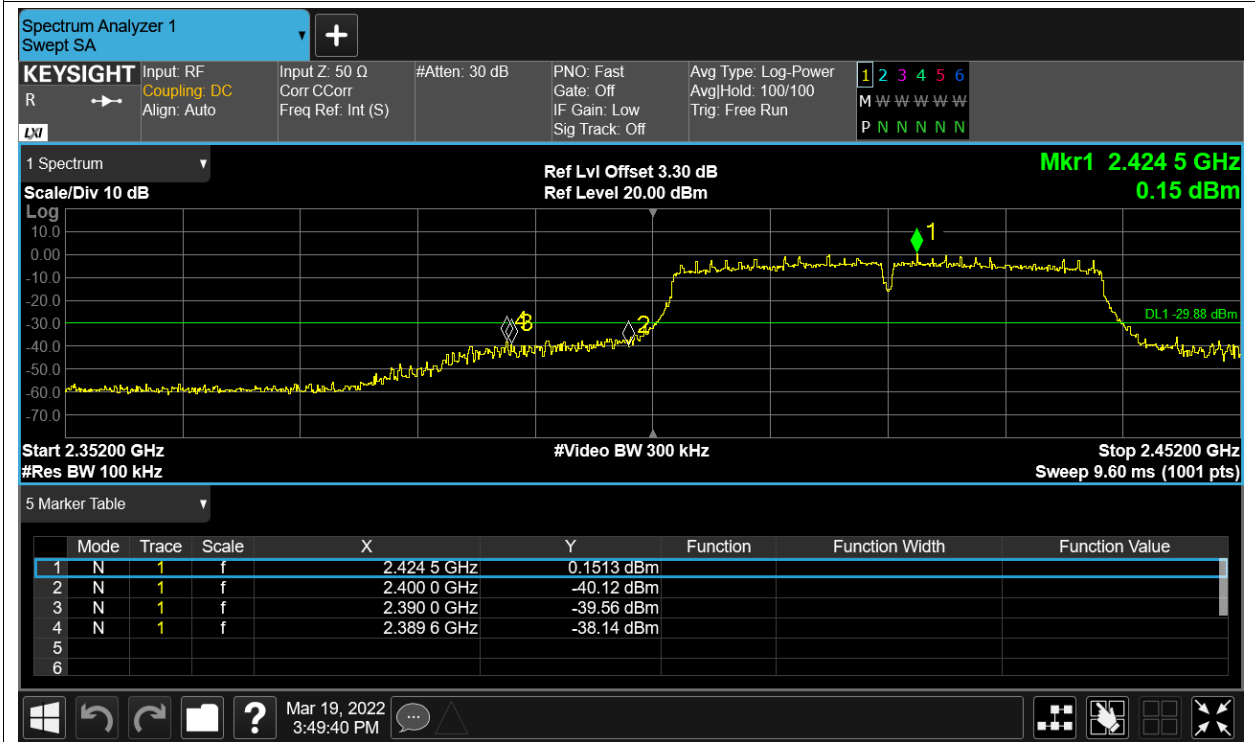 Spectrum Analyzer 1
Swept SA
+
KEYSIGHT Input: RF Input Z: 50 Ω #Atten: 30 dB PNO: Fast Avg Type: Log-Power 1 2 3 4 5 6
R Coupling: DC Corr CCorr Gate: Off Avg|Hold: 100/100
Align: Auto Freq Ref: Int (S) IF Gain: Low Trig: Free Run M W W W W W
LXI Sig Track: Off P N N N N N
1 Spectrum Ref Lvl Offset 3.30 dB Mkr1 2.424 5 GHz
Scale/Div 10 dB Ref Level 20.00 dBm 0.15 dBm
Log
10.0
0.00
-10.0
-20.0
-30.0
-40.0
-50.0
-60.0
-70.0
1
2
3
4
DL1 -29.88 dBm
Start 2.35200 GHz #Video BW 300 kHz Stop 2.45200 GHz
#Res BW 100 kHz Sweep 9.60 ms (1001 pts)
5 Marker Table
Mode Trace Scale X Y Function Function Width Function Value
1 N 1 f 2.424 5 GHz 0.1513 dBm
2 N 1 f 2.400 0 GHz -40.12 dBm
3 N 1 f 2.390 0 GHz -39.56 dBm
4 N 1 f 2.389 6 GHz -38.14 dBm
5
6
? Mar 19, 2022
3:49:40 PM